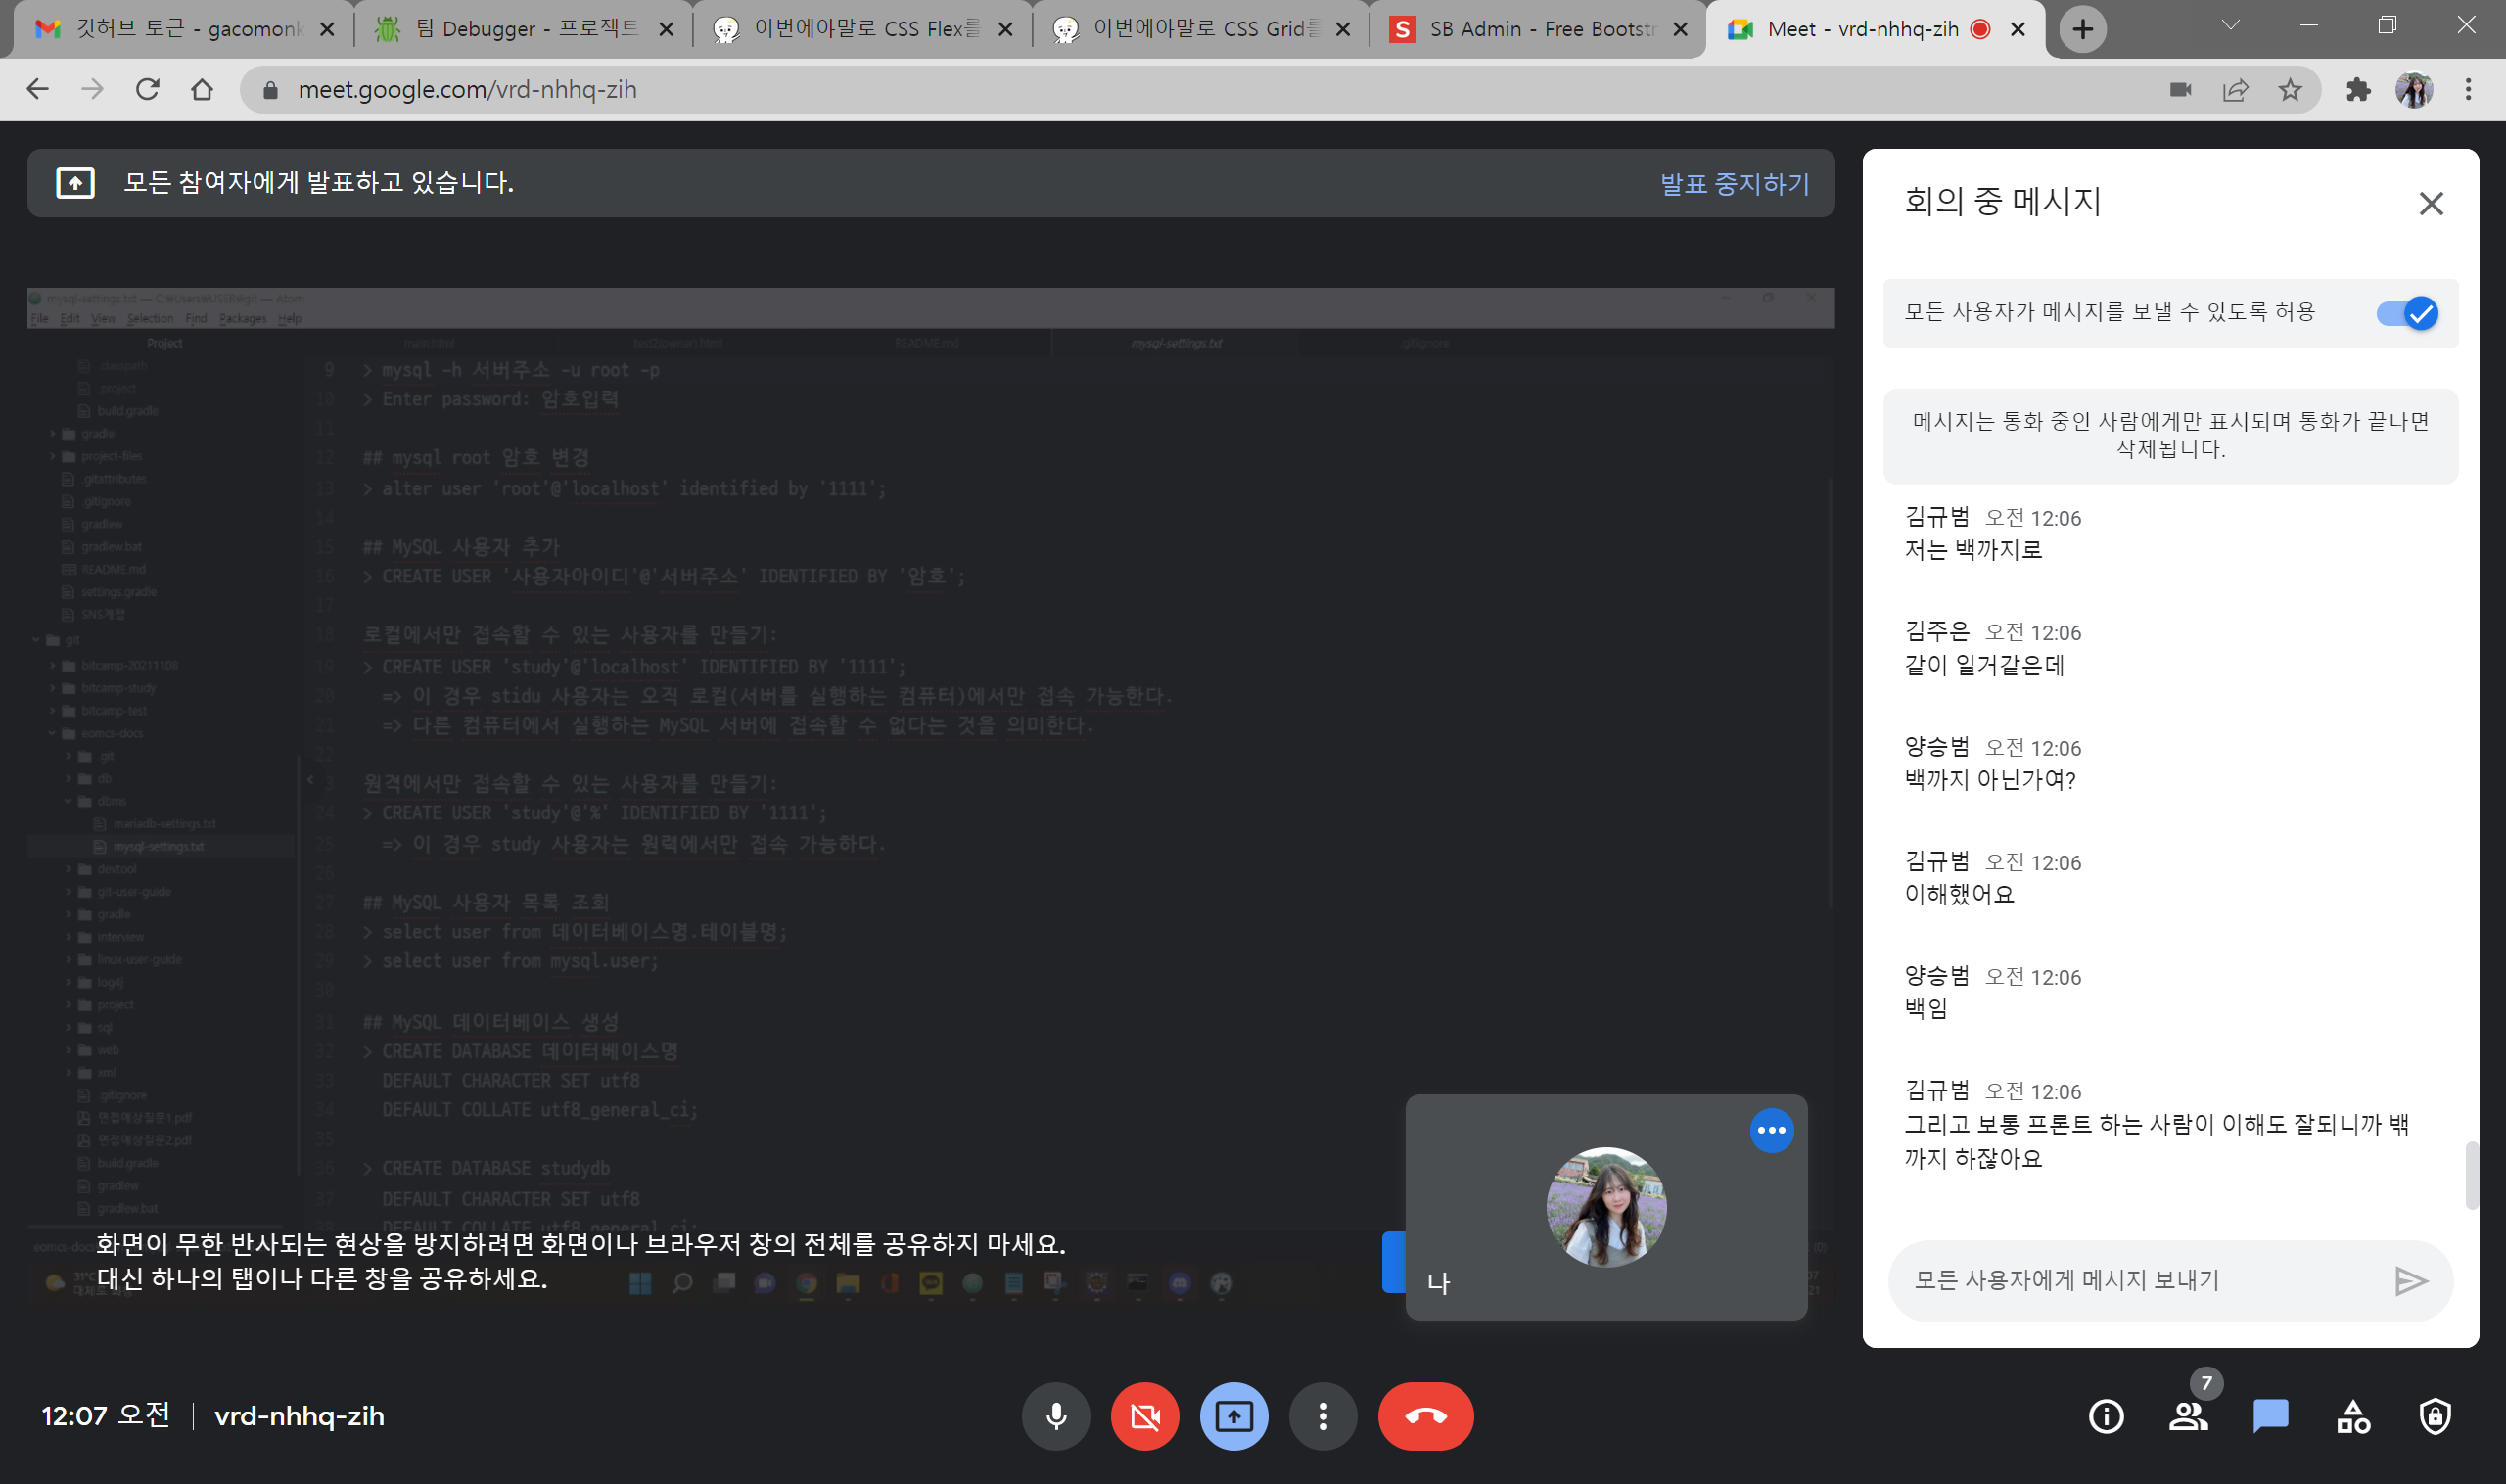 깃허브 토큰 - gacomonk
팀 Debugger - 프로젝트
이번에야말로 CSS Flex를
이번에야말로 CSS Grid를
SB Admin - Free Bootstr
Meet - vrd-nhhq-zih
meet.google.com/vrd-nhhq-zih
모든 참여자에게 발표하고 있습니다.
발표 중지하기
mysql-settings.txt — C:\Users\USER\git — Atom
File Edit View Selection Find Packages Help
Project
main.html
test2(owner).html
README.md
mysql-settings.txt
.gitignore
.classpath
.project
build.gradle
gradle
project-files
.gitattributes
.gitignore
gradlew
gradlew.bat
README.md
settings.gradle
SNS계정
git
bitcamp-20211108
bitcamp-study
bitcamp-test
eomcs-docs
.git
db
dbms
mariadb-settings.txt
mysql-settings.txt
devtool
git-user-guide
gradle
interview
linux-user-guide
log4j
project
sql
web
xml
.gitignore
면접예상질문1.pdf
면접예상질문2.pdf
build.gradle
gradlew
gradlew.bat
9 > mysql -h 서버주소 -u root -p
10 > Enter password: 암호입력
11
12 ## mysql root 암호 변경
13 > alter user 'root'@'localhost' identified by '1111';
14
15 ## MySQL 사용자 추가
16 > CREATE USER '사용자아이디'@'서버주소' IDENTIFIED BY '암호';
17
18 로컬에서만 접속할 수 있는 사용자를 만들기:
19 > CREATE USER 'study'@'localhost' IDENTIFIED BY '1111';
20 => 이 경우 stidu 사용자는 오직 로컬(서버를 실행하는 컴퓨터)에서만 접속 가능한다.
21 => 다른 컴퓨터에서 실행하는 MySQL 서버에 접속할 수 없다는 것을 의미한다.
22
3 원격에서만 접속할 수 있는 사용자를 만들기:
24 > CREATE USER 'study'@'%' IDENTIFIED BY '1111';
25 => 이 경우 study 사용자는 원력에서만 접속 가능하다.
26
27 ## MySQL 사용자 목록 조회
28 > select user from 데이터베이스명.테이블명;
29 > select user from mysql.user;
30
31 ## MySQL 데이터베이스 생성
32 > CREATE DATABASE 데이터베이스명
33 DEFAULT CHARACTER SET utf8
34 DEFAULT COLLATE utf8_general_ci;
35
36 > CREATE DATABASE studydb
37 DEFAULT CHARACTER SET utf8
38 DEFAULT COLLATE utf8_general_ci;
화면이 무한 반사되는 현상을 방지하려면 화면이나 브라우저 창의 전체를 공유하지 마세요.
대신 하나의 탭이나 다른 창을 공유하세요.
31°C
나
회의 중 메시지
모든 사용자가 메시지를 보낼 수 있도록 허용
메시지는 통화 중인 사람에게만 표시되며 통화가 끝나면
삭제됩니다.
김규범 오전 12:06
저는 백까지로
김주은 오전 12:06
같이 일거같은데
양승범 오전 12:06
백까지 아닌가여?
김규범 오전 12:06
이해했어요
양승범 오전 12:06
백임
김규범 오전 12:06
그리고 보통 프론트 하는 사람이 이해도 잘되니까 밲
까지 하잖아요
모든 사용자에게 메시지 보내기
12:07 오전
vrd-nhhq-zih
7